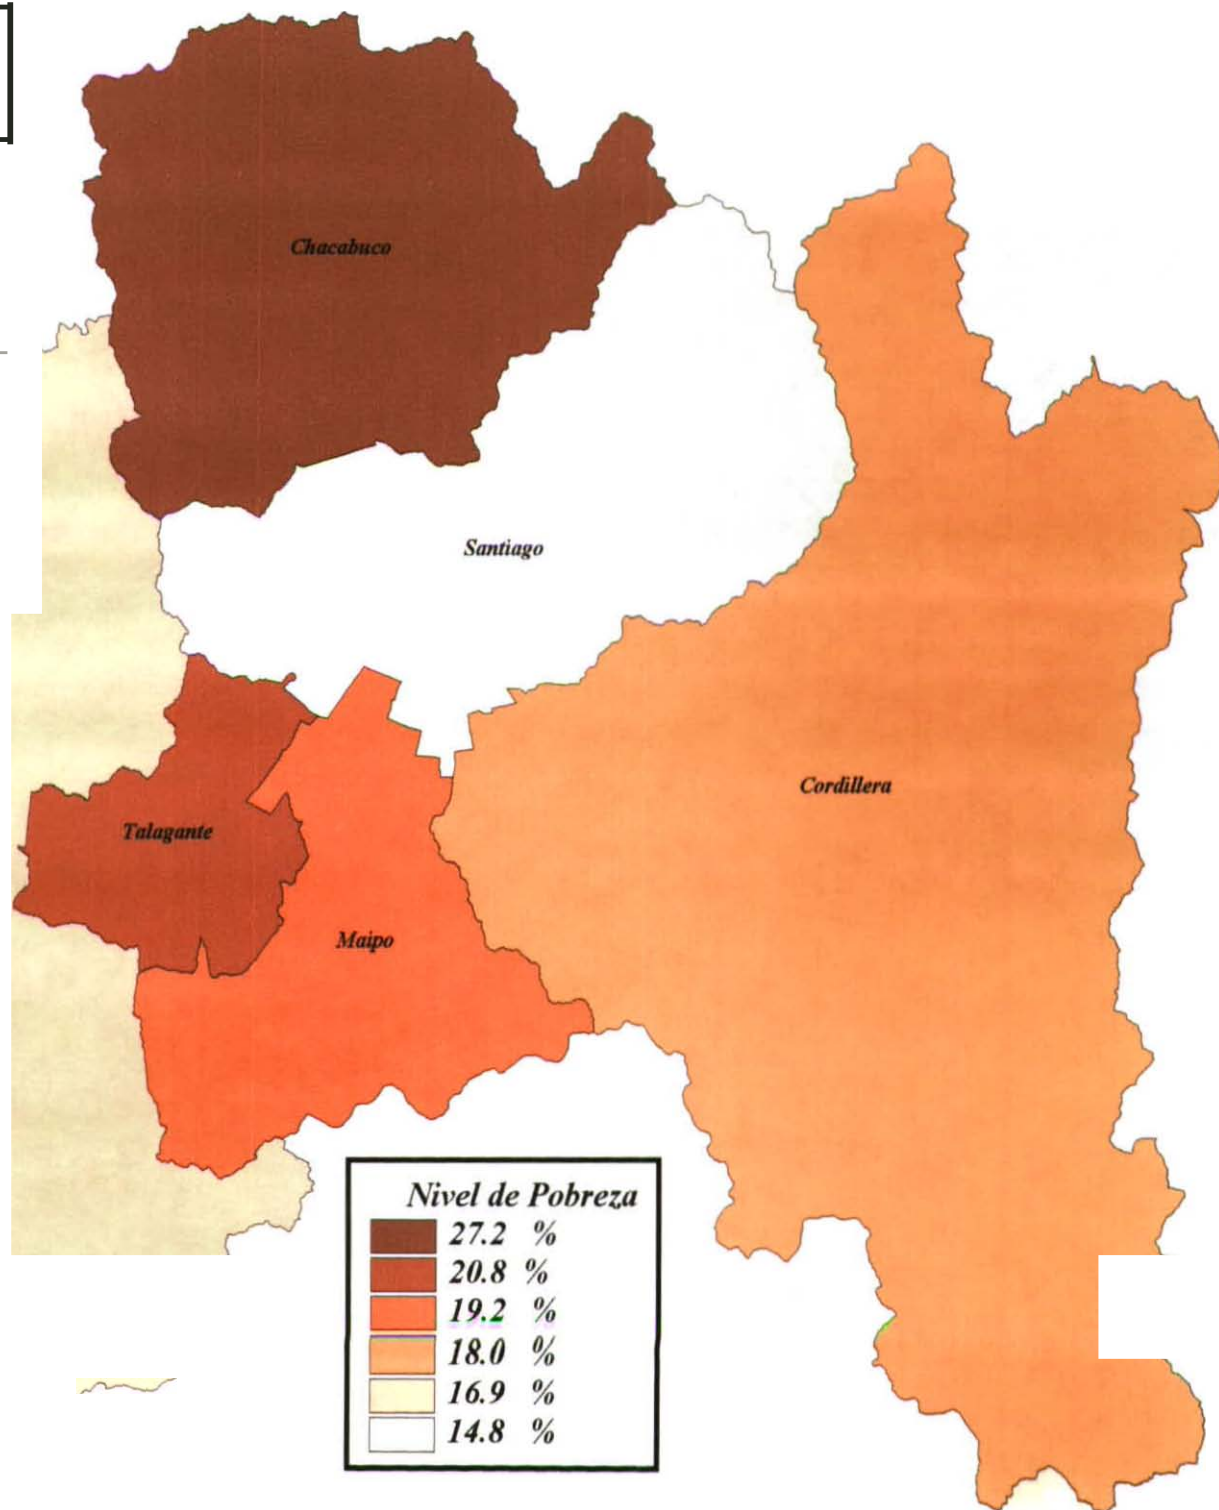 Chacabuco
Santiago
Cordillera
Talagante
Maipo
Nivel de Pobreza
27.2 %
20.8 %
19.2 %
18.0 %
16.9 %
14.8 %